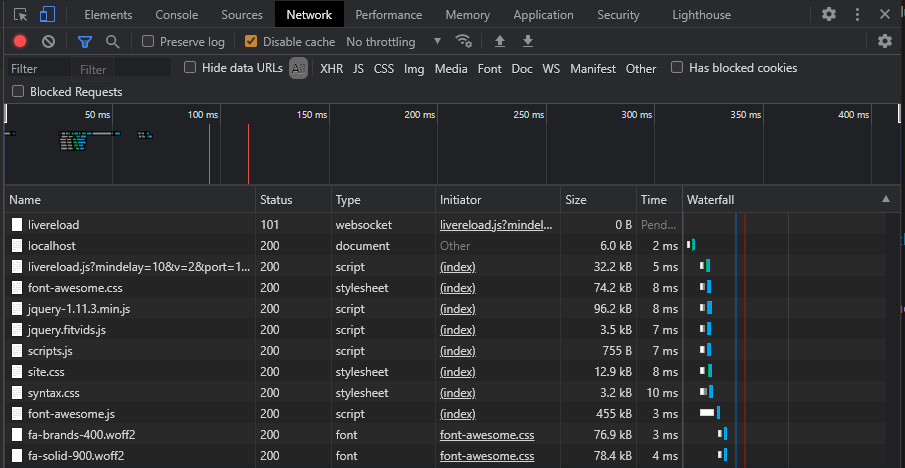 Elements Console Sources Network Performance Memory Application Security Lighthouse
Preserve log Disable cache No throttling
Filter Filter Hide data URLs All XHR JS CSS Img Media Font Doc WS Manifest Other Has blocked cookies
Blocked Requests
50 ms 100 ms 150 ms 200 ms 250 ms 300 ms 350 ms 400 ms
Name Status Type Initiator Size Time Waterfall
livereload 101 websocket livereload.js?mindel... 0 B Pend...
localhost 200 document Other 6.0 kB 2 ms
livereload.js?mindelay=10&v=2&port=1... 200 script (index) 32.2 kB 5 ms
font-awesome.css 200 stylesheet (index) 74.2 kB 8 ms
jquery-1.11.3.min.js 200 script (index) 96.2 kB 8 ms
jquery.fitvids.js 200 script (index) 3.5 kB 7 ms
scripts.js 200 script (index) 755 B 7 ms
site.css 200 stylesheet (index) 12.9 kB 8 ms
syntax.css 200 stylesheet (index) 3.2 kB 10 ms
font-awesome.js 200 script (index) 455 kB 3 ms
fa-brands-400.woff2 200 font font-awesome.css 76.9 kB 3 ms
fa-solid-900.woff2 200 font font-awesome.css 78.4 kB 4 ms